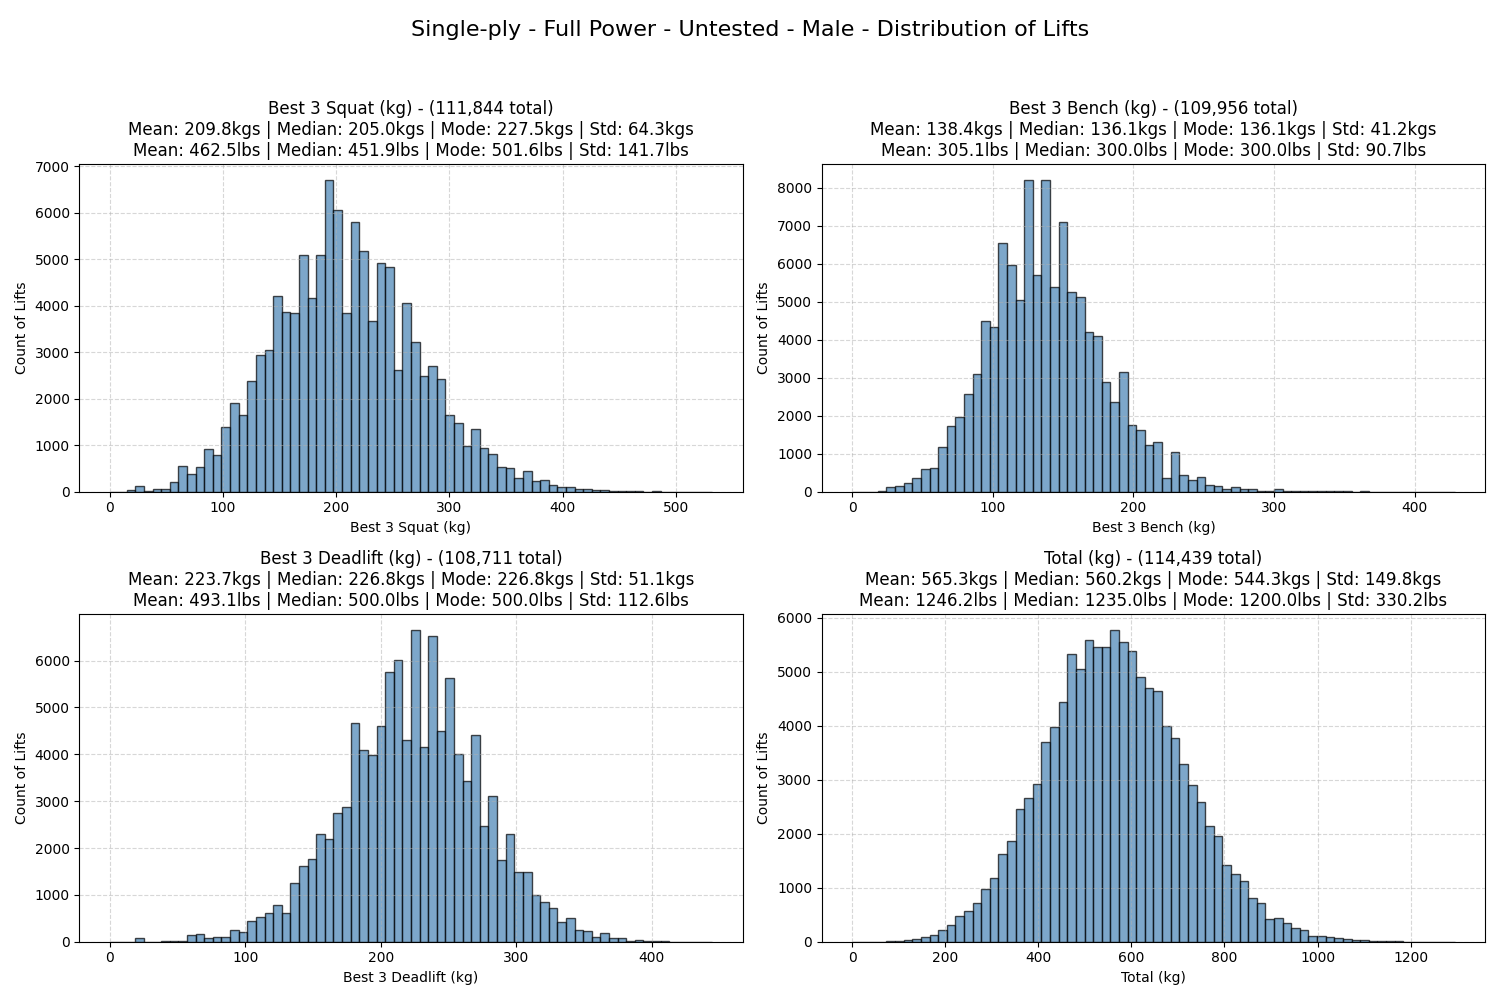 Single-ply - Full Power - Untested - Male - Distribution of Lifts
Best 3 Squat (kg) - (111,844 total)
Mean: 209.8kgs | Median: 205.0kgs | Mode: 227.5kgs | Std: 64.3kgs
Mean: 462.5lbs | Median: 451.9lbs | Mode: 501.6lbs | Std: 141.7lbs
7000
6000
5000
4000
3000
2000
1000
0
Count of Lifts
0 100 200 300 400 500
Best 3 Squat (kg)
Best 3 Bench (kg) - (109,956 total)
Mean: 138.4kgs | Median: 136.1kgs | Mode: 136.1kgs | Std: 41.2kgs
Mean: 305.1lbs | Median: 300.0lbs | Mode: 300.0lbs | Std: 90.7lbs
8000
7000
6000
5000
4000
3000
2000
1000
0
Count of Lifts
0 100 200 300 400
Best 3 Bench (kg)
Best 3 Deadlift (kg) - (108,711 total)
Mean: 223.7kgs | Median: 226.8kgs | Mode: 226.8kgs | Std: 51.1kgs
Mean: 493.1lbs | Median: 500.0lbs | Mode: 500.0lbs | Std: 112.6lbs
6000
5000
4000
3000
2000
1000
0
Count of Lifts
0 100 200 300 400
Best 3 Deadlift (kg)
Total (kg) - (114,439 total)
Mean: 565.3kgs | Median: 560.2kgs | Mode: 544.3kgs | Std: 149.8kgs
Mean: 1246.2lbs | Median: 1235.0lbs | Mode: 1200.0lbs | Std: 330.2lbs
6000
5000
4000
3000
2000
1000
0
Count of Lifts
0 200 400 600 800 1000 1200
Total (kg)